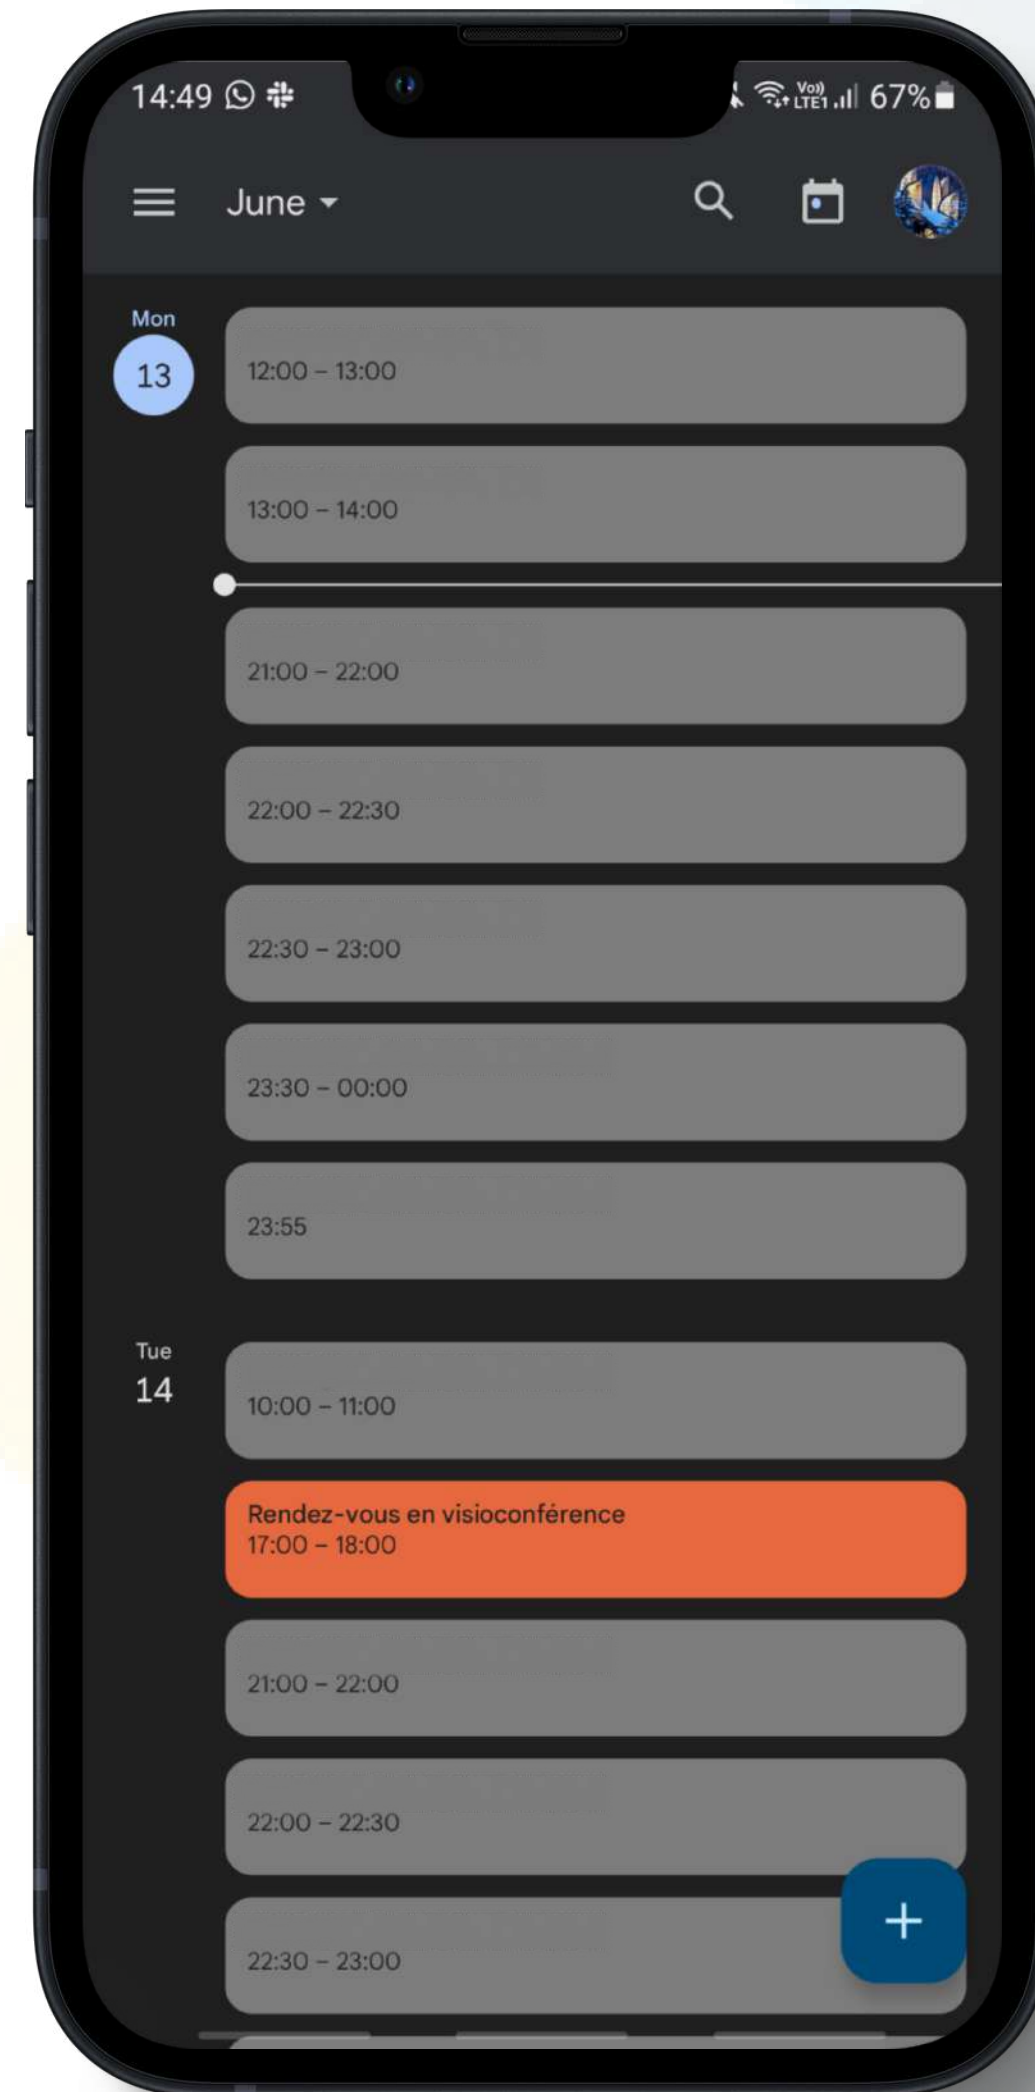 14:49
Vo))
LTE1
67%
June
Mon
13
12:00 – 13:00
13:00 – 14:00
21:00 – 22:00
22:00 – 22:30
22:30 – 23:00
23:30 – 00:00
23:55
Tue
14
10:00 – 11:00
Rendez-vous en visioconférence
17:00 – 18:00
21:00 – 22:00
22:00 – 22:30
22:30 – 23:00